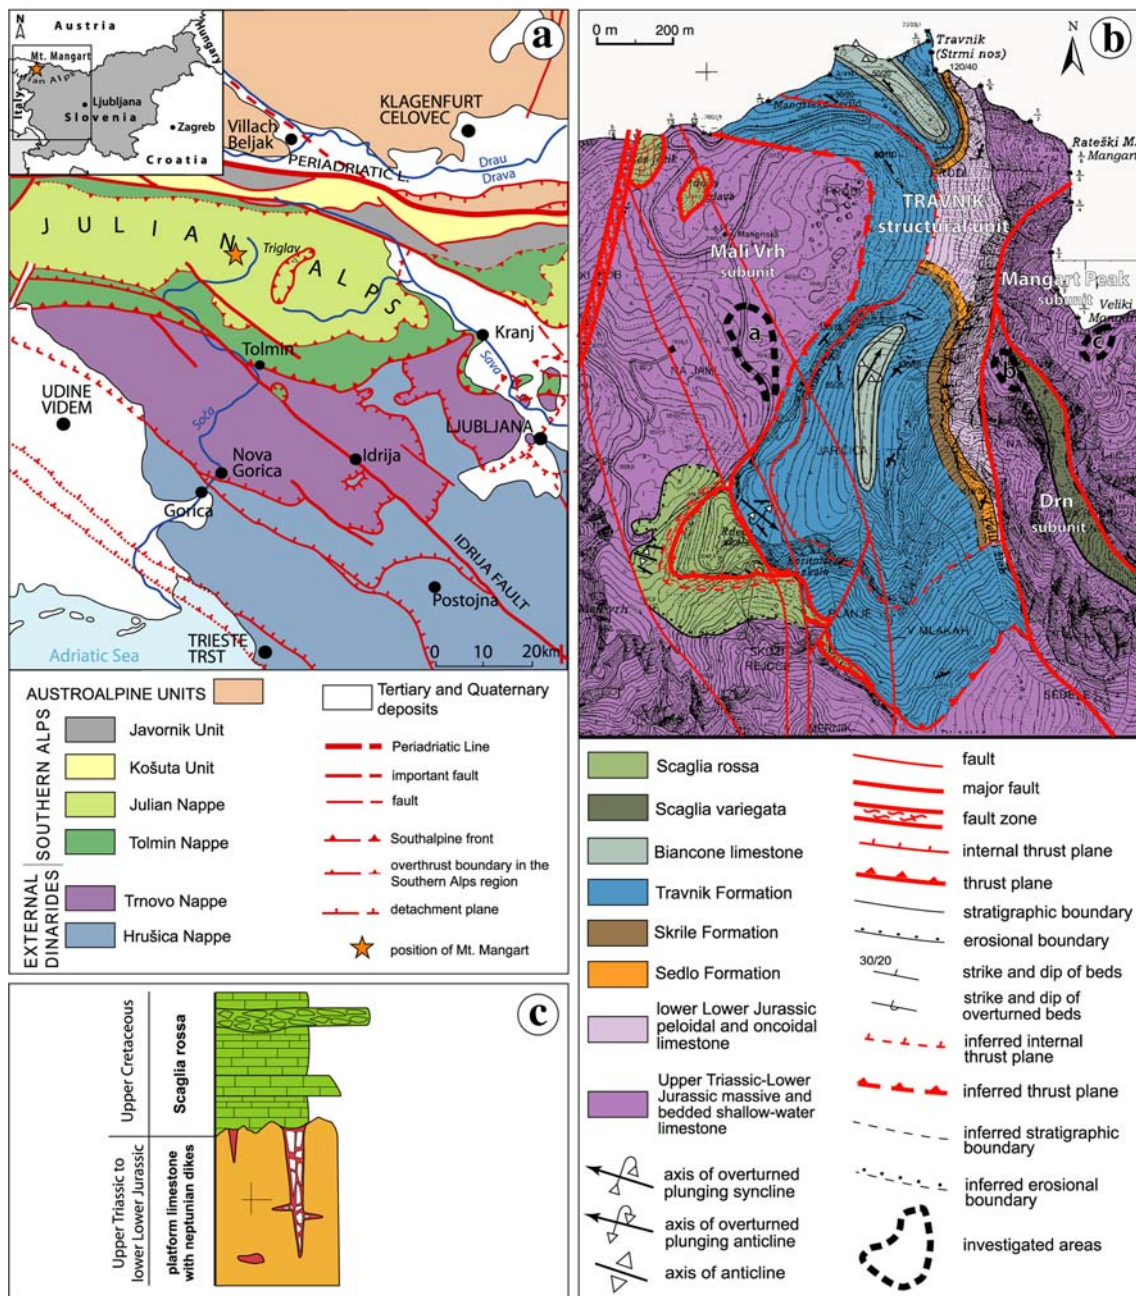 a
N
Austria
Hungary
Mt. Mangart
Italy
Ljubljana
Slovenia
Zagreb
Croatia
KLAGENFURT
CELOVEC
Villach
Beljak
PERIADRIATIC L.
Drau
Drava
JULIAN
ALPS
Triglav
Kranj
Sava
Tolmin
UDINE
VIDEM
Soča
LJUBLJANA
Nova
Gorica
Idrija
Gorica
IDRIJA FAULT
Postojna
TRIESTE
TRST
Adriatic Sea
0 10 20km
AUSTROALPINE UNITS
SOUTHERN ALPS
Javornik Unit
Košuta Unit
Julian Nappe
Tolmin Nappe
EXTERNAL
DINARIDES
Trnovo Nappe
Hrušica Nappe
Tertiary and Quaternary
deposits
Periadratic Line
important fault
fault
Southalpine front
overthrust boundary in the
Southern Alps region
detachment plane
position of Mt. Mangart
b
0 m 200 m
N
Travnik
(Strmi nos)
120/40
Rateški M.
Mangart
TRAVNIK
structural unit
Mali Vrh
subunit
Mangart Peak
subunit
Veliki
a
b
c
NA JAMI
JARČICA
Drn
subunit
PLANJE
V MLAKAH
Scaglia rossa
Scaglia variegata
Biancone limestone
Travnik Formation
Skrile Formation
Sedlo Formation
lower Lower Jurassic
peloidal and oncoidal
limestone
Upper Triassic-Lower
Jurassic massive and
bedded shallow-water
limestone
axis of overturned
plunging syncline
axis of overturned
plunging anticline
axis of anticline
fault
major fault
fault zone
internal thrust plane
thrust plane
stratigraphic boundary
erosional boundary
30/20
strike and dip of beds
strike and dip of
overturned beds
inferred internal
thrust plane
inferred thrust plane
inferred stratigraphic
boundary
inferred erosional
boundary
investigated areas
c
Upper Cretaceous
Scaglia rossa
Upper Triassic to
lower Lower Jurassic
platform limestone
with neptunian dikes